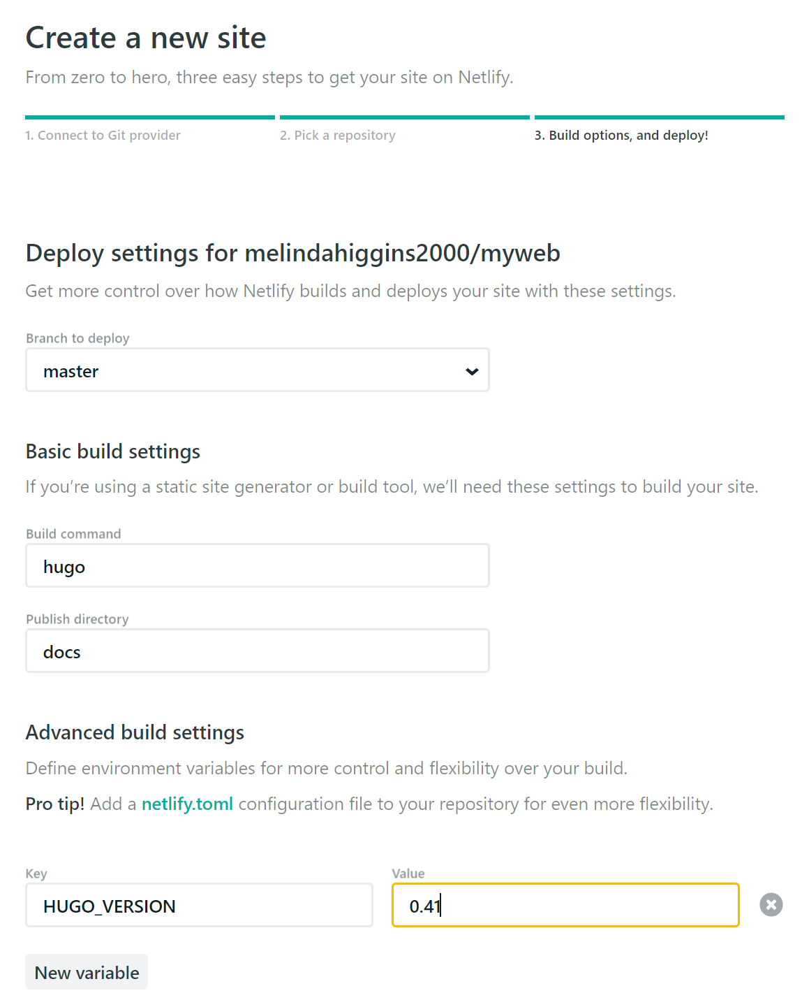 Create a new site
From zero to hero, three easy steps to get your site on Netlify.
1. Connect to Git provider
2. Pick a repository
3. Build options, and deploy!
Deploy settings for melindahiggins2000/myweb
Get more control over how Netlify builds and deploys your site with these settings.
Branch to deploy
master
Basic build settings
If you’re using a static site generator or build tool, we’ll need these settings to build your site.
Build command
hugo
Publish directory
docs
Advanced build settings
Define environment variables for more control and flexibility over your build.
Pro tip! Add a netlify.toml configuration file to your repository for even more flexibility.
Key
Value
HUGO_VERSION
0.41
New variable